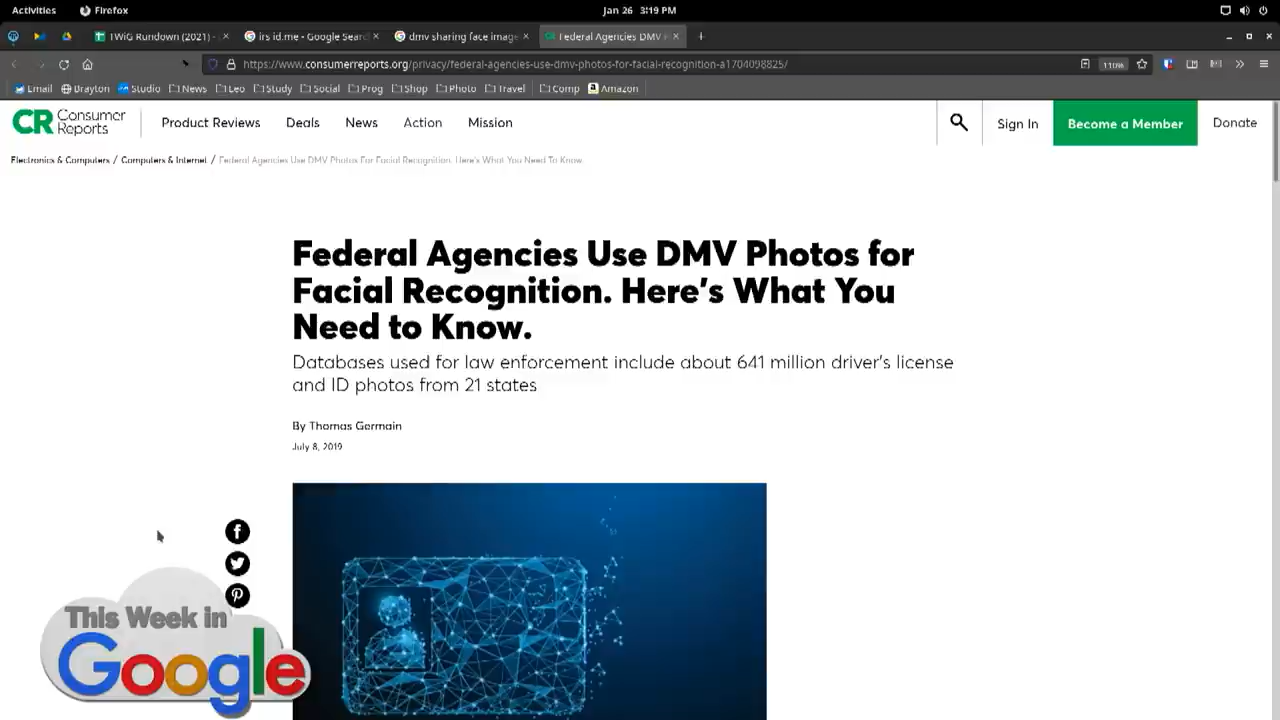 Activities Firefox Jan 26 3:19 PM
TWiG Rundown (2021) - irs id.me - Google Search dmv sharing face image Federal Agencies DMV
https://www.consumerreports.org/privacy/federal-agencies-use-dmv-photos-for-facial-recognition-a1704098825/ 110%
Email Brayton Studio News Leo Study Social Prog Shop Photo Travel Comp Amazon
CR Consumer Reports Product Reviews Deals News Action Mission Sign In Become a Member Donate
Electronics & Computers / Computers & Internet / Federal Agencies Use DMV Photos For Facial Recognition. Here's What You Need To Know.
Federal Agencies Use DMV Photos for
Facial Recognition. Here's What You
Need to Know.
Databases used for law enforcement include about 641 million driver's license
and ID photos from 21 states
By Thomas Germain
July 8, 2019
This Week in
Google